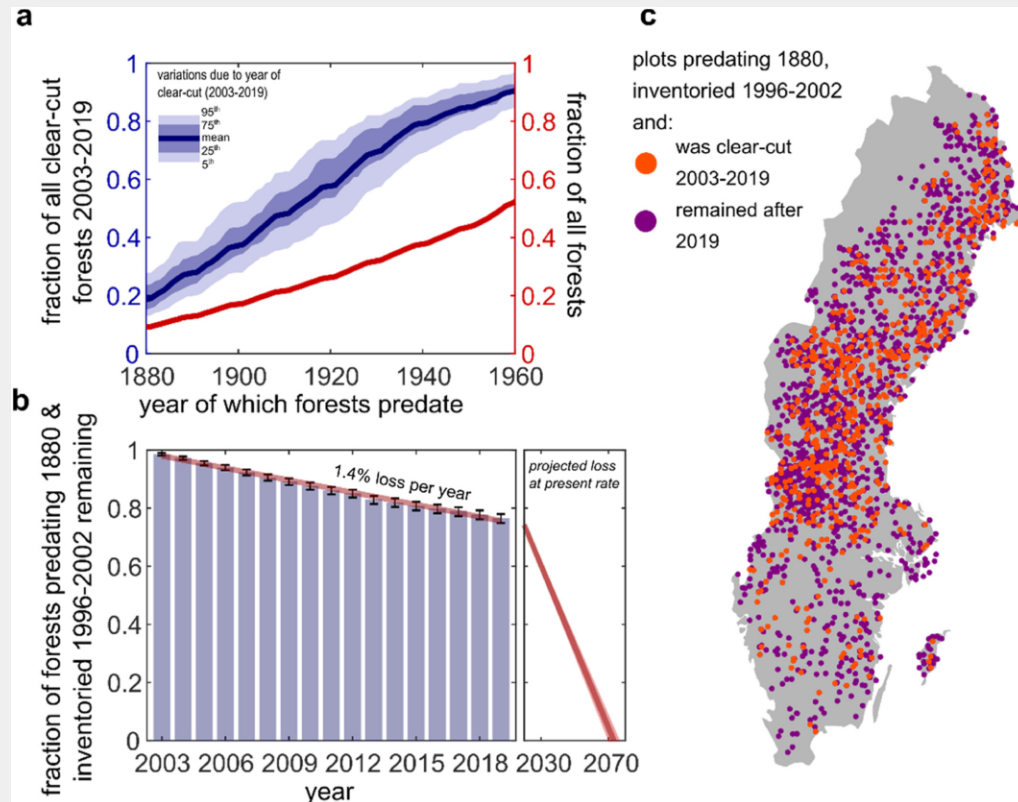 a
fraction of all clear-cut
forests 2003-2019
1
0.8
0.6
0.4
0.2
0
variations due to year of
clear-cut (2003-2019)
95th
75th
mean
25th
5th
1
0.8
0.6
0.4
0.2
0
fraction of all forests
1880
1900
1920
1940
1960
year of which forests predate
b
fraction of forests predating 1880 &
inventoried 1996-2002 remaining
1
0.8
0.6
0.4
0.2
0
1.4% loss per year
projected loss
at present rate
2003
2006
2009
2012
2015
2018
2030
2070
year
c
plots predating 1880,
inventoried 1996-2002
and:
was clear-cut
2003-2019
remained after
2019